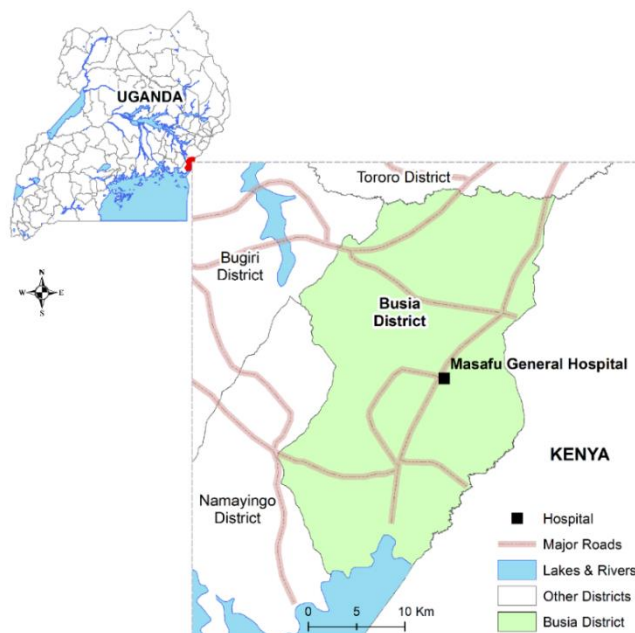 UGANDA
N
W E
S
Tororo District
Bugiri
District
Busia
District
Masafu General Hospital
KENYA
Namayingo
District
Hospital
Major Roads
Lakes & Rivers
Other Districts
Busia District
0 5 10 Km